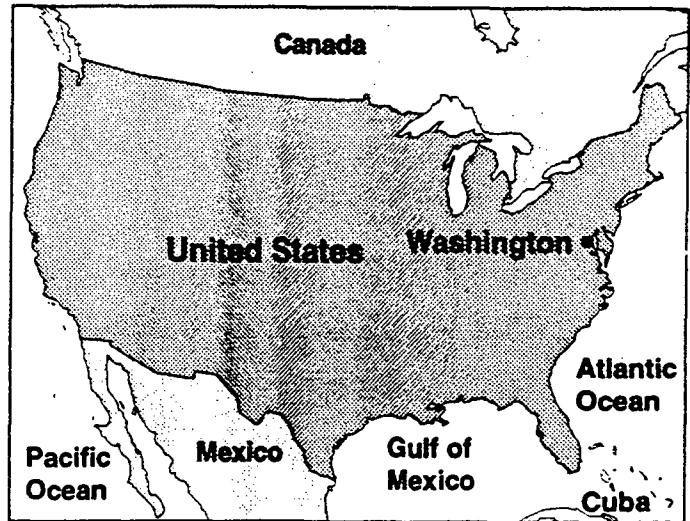 Canada
United States
Washington
Atlantic
Ocean
Gulf of
Mexico
Mexico
Pacific
Ocean
Cuba